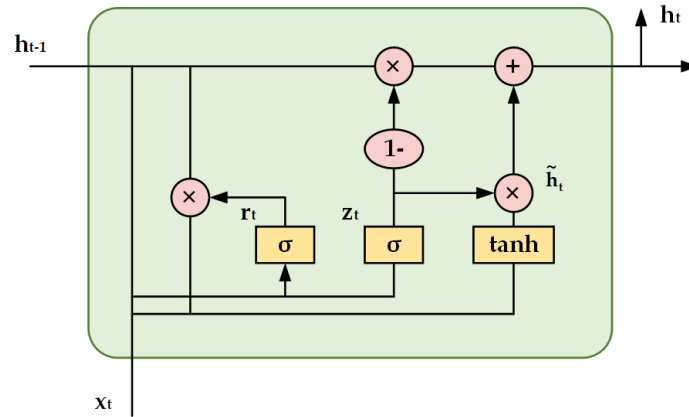 hₜ
hₜ₋₁
×
+
1-
×
×
h̃ₜ
rₜ
zₜ
σ
σ
tanh
xₜ